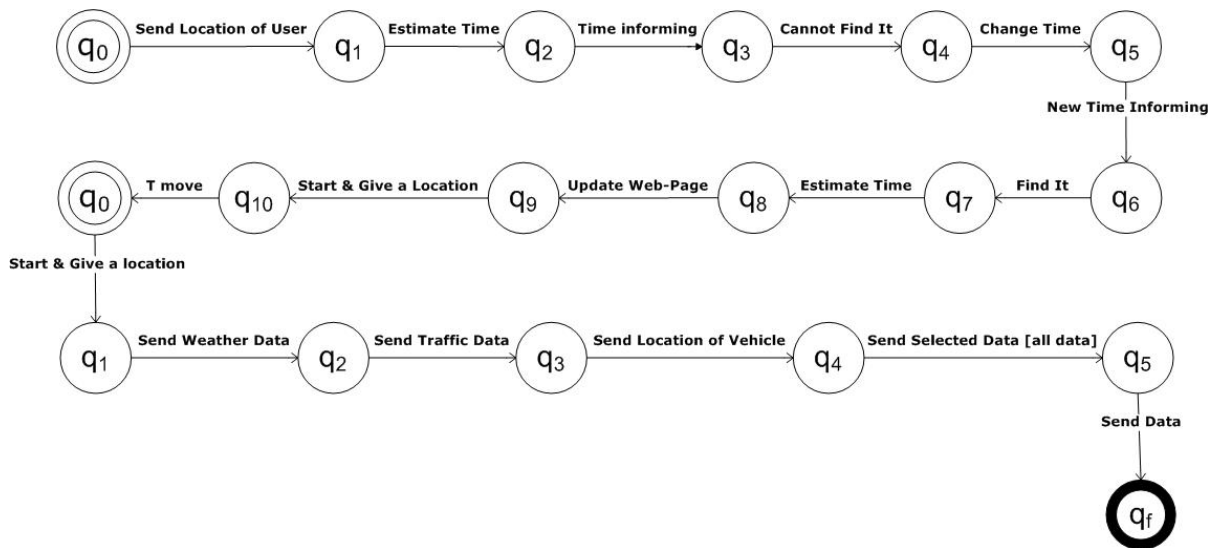 q0 Send Location of User q1 Estimate Time q2 Time informing q3 Cannot Find It q4 Change Time q5
New Time Informing
q0 T move q10 Start & Give a Location q9 Update Web-Page q8 Estimate Time q7 Find It q6
Start & Give a location
q1 Send Weather Data q2 Send Traffic Data q3 Send Location of Vehicle q4 Send Selected Data [all data] q5
Send Data
qf